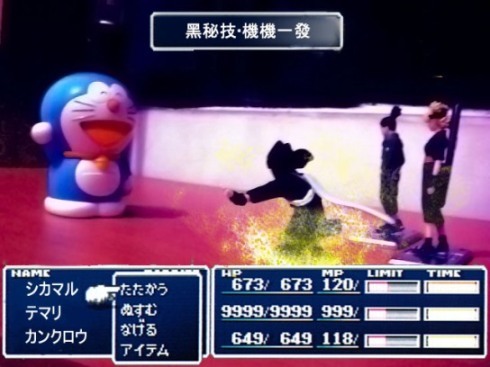 黑秘技·機機一發
NAME BARRIER HP MP LIMIT TIME
シカマル たたかう 673/ 673 120/
テマリ ぬすむ 9999/9999 999/
なげる
カンクロウ アイテム 649/ 649 118/